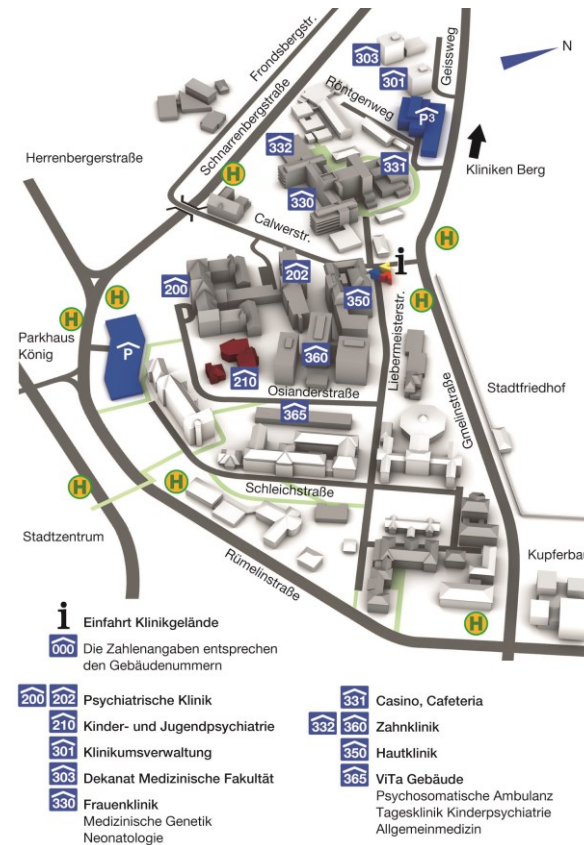 Frondsbergstr.
Schnarrenbergstraße
Herrenbergerstraße
Röntgenweg
Geissweg
N
303
301
P3
332
331
330
Kliniken Berg
H
Calwerstr.
i
H
200
202
350
H
H
H
Parkhaus
König
P
210
360
Liebermeisterstr.
Gmelinstraße
Stadtfriedhof
Osianderstraße
365
H
H
Schleichstraße
Stadtzentrum
Rümelinstraße
Kupferbau
H
i Einfahrt Klinikgelände
000 Die Zahlenangaben entsprechen
den Gebäudenummern
200 202 Psychiatrische Klinik
210 Kinder- und Jugendpsychiatrie
301 Klinikumsverwaltung
303 Dekanat Medizinische Fakultät
330 Frauenklinik
Medizinische Genetik
Neonatologie
331 Casino, Cafeteria
332 360 Zahnklinik
350 Hautklinik
365 ViTa Gebäude
Psychosomatische Ambulanz
Tagesklinik Kinderpsychiatrie
Allgemeinmedizin